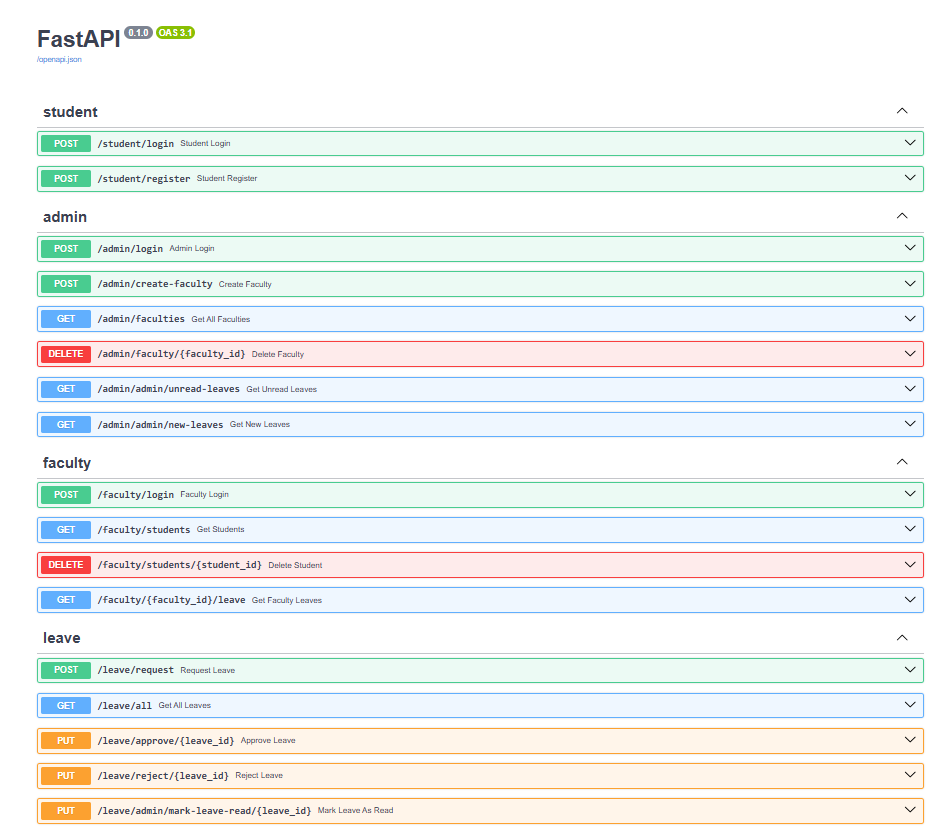 FastAPI 0.1.0 OAS 3.1
/openapi.json
student
POST /student/login Student Login
POST /student/register Student Register
admin
POST /admin/login Admin Login
POST /admin/create-faculty Create Faculty
GET /admin/faculties Get All Faculties
DELETE /admin/faculty/{faculty_id} Delete Faculty
GET /admin/admin/unread-leaves Get Unread Leaves
GET /admin/admin/new-leaves Get New Leaves
faculty
POST /faculty/login Faculty Login
GET /faculty/students Get Students
DELETE /faculty/students/{student_id} Delete Student
GET /faculty/{faculty_id}/leave Get Faculty Leaves
leave
POST /leave/request Request Leave
GET /leave/all Get All Leaves
PUT /leave/approve/{leave_id} Approve Leave
PUT /leave/reject/{leave_id} Reject Leave
PUT /leave/admin/mark-leave-read/{leave_id} Mark Leave As Read